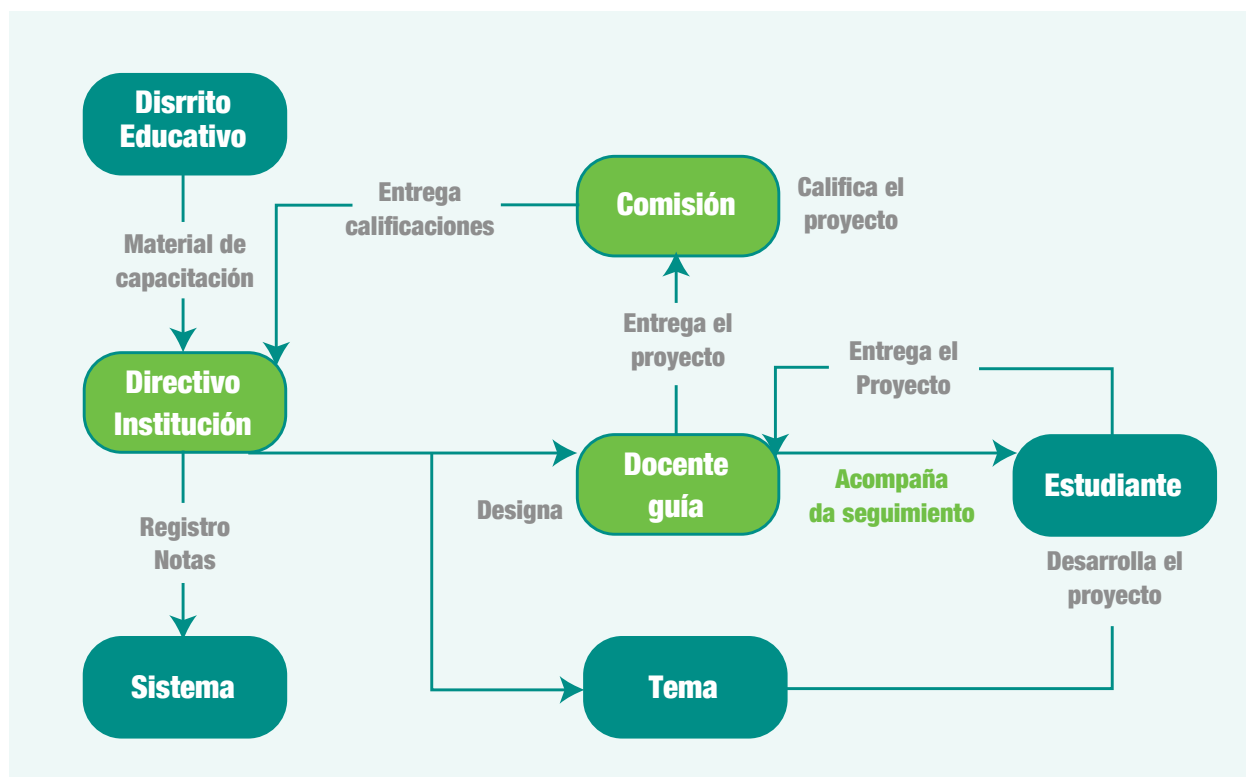 Disrrito
Educativo
Material de
capacitación
Directivo
Institución
Registro
Notas
Sistema
Entrega
calificaciones
Comisión
Califica el
proyecto
Entrega el
proyecto
Entrega el
Proyecto
Designa
Docente
guía
Acompaña
da seguimiento
Estudiante
Desarrolla el
proyecto
Tema